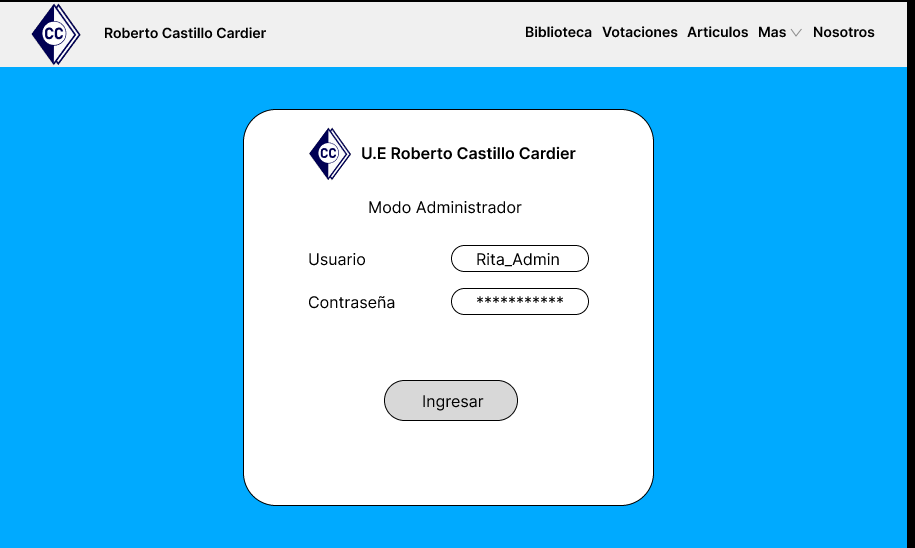 CC Roberto Castillo Cardier Biblioteca Votaciones Articulos Mas Nosotros
CC U.E Roberto Castillo Cardier
Modo Administrador
Usuario Rita_Admin
Contraseña ***********
Ingresar